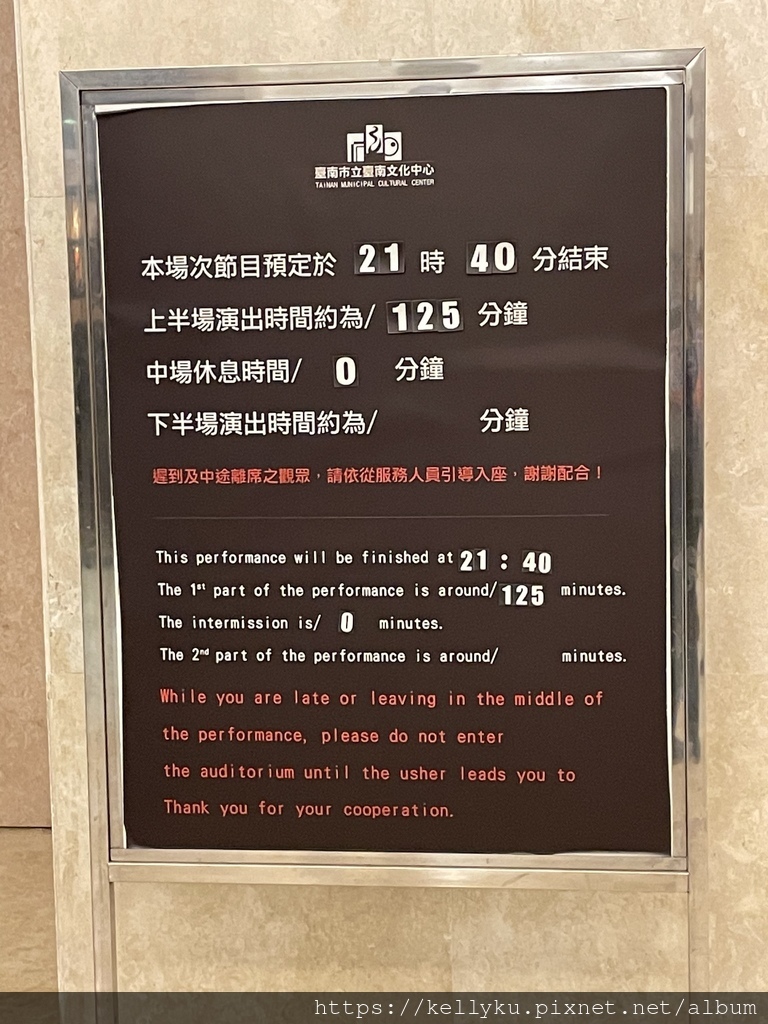 臺南市立臺南文化中心
TAINAN MUNICIPAL CULTURAL CENTER
本場次節目預定於 21 時 40 分結束
上半場演出時間約為/ 125 分鐘
中場休息時間/ 0 分鐘
下半場演出時間約為/ 分鐘
遲到及中途離席之觀眾，請依從服務人員引導入座，謝謝配合！
This performance will be finished at 21 : 40
The 1st part of the performance is around/ 125 minutes.
The intermission is/ 0 minutes.
The 2nd part of the performance is around/ minutes.
While you are late or leaving in the middle of
the performance, please do not enter
the auditorium until the usher leads you to
Thank you for your cooperation.
https://kellyku.pixnet.net/album